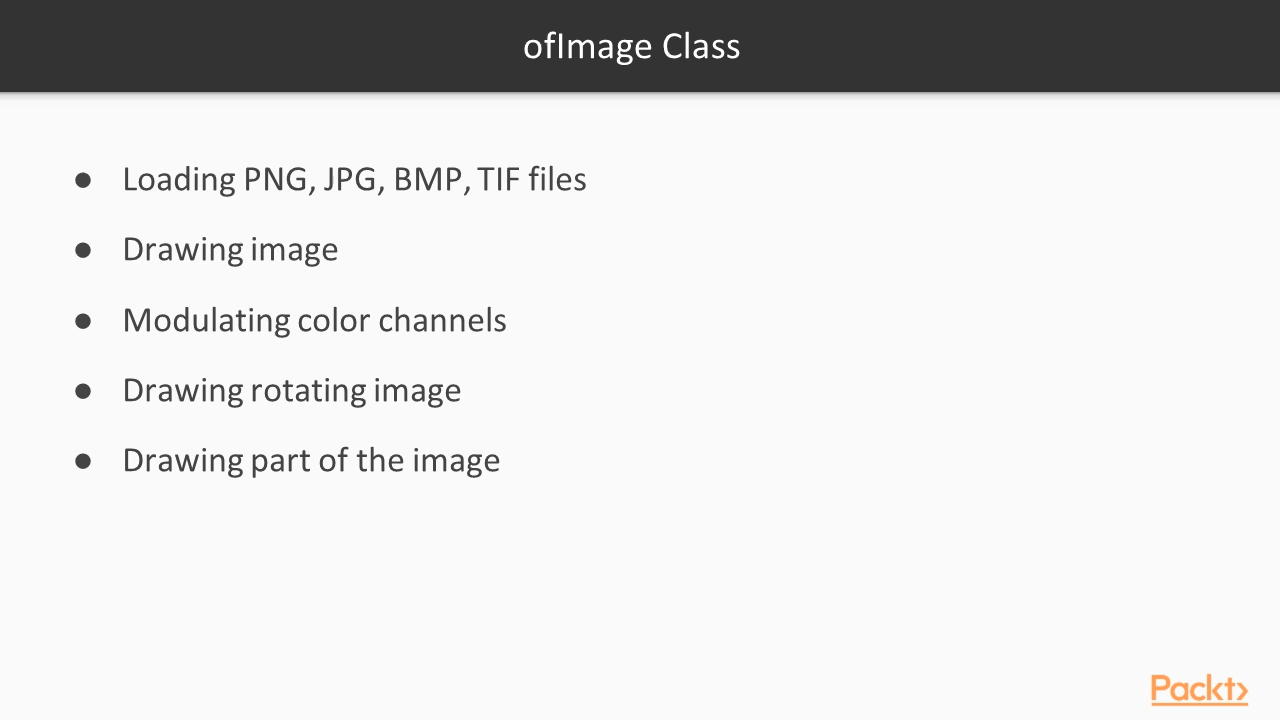 ofImage Class
● Loading PNG, JPG, BMP, TIF files
● Drawing image
● Modulating color channels
● Drawing rotating image
● Drawing part of the image
Packt>